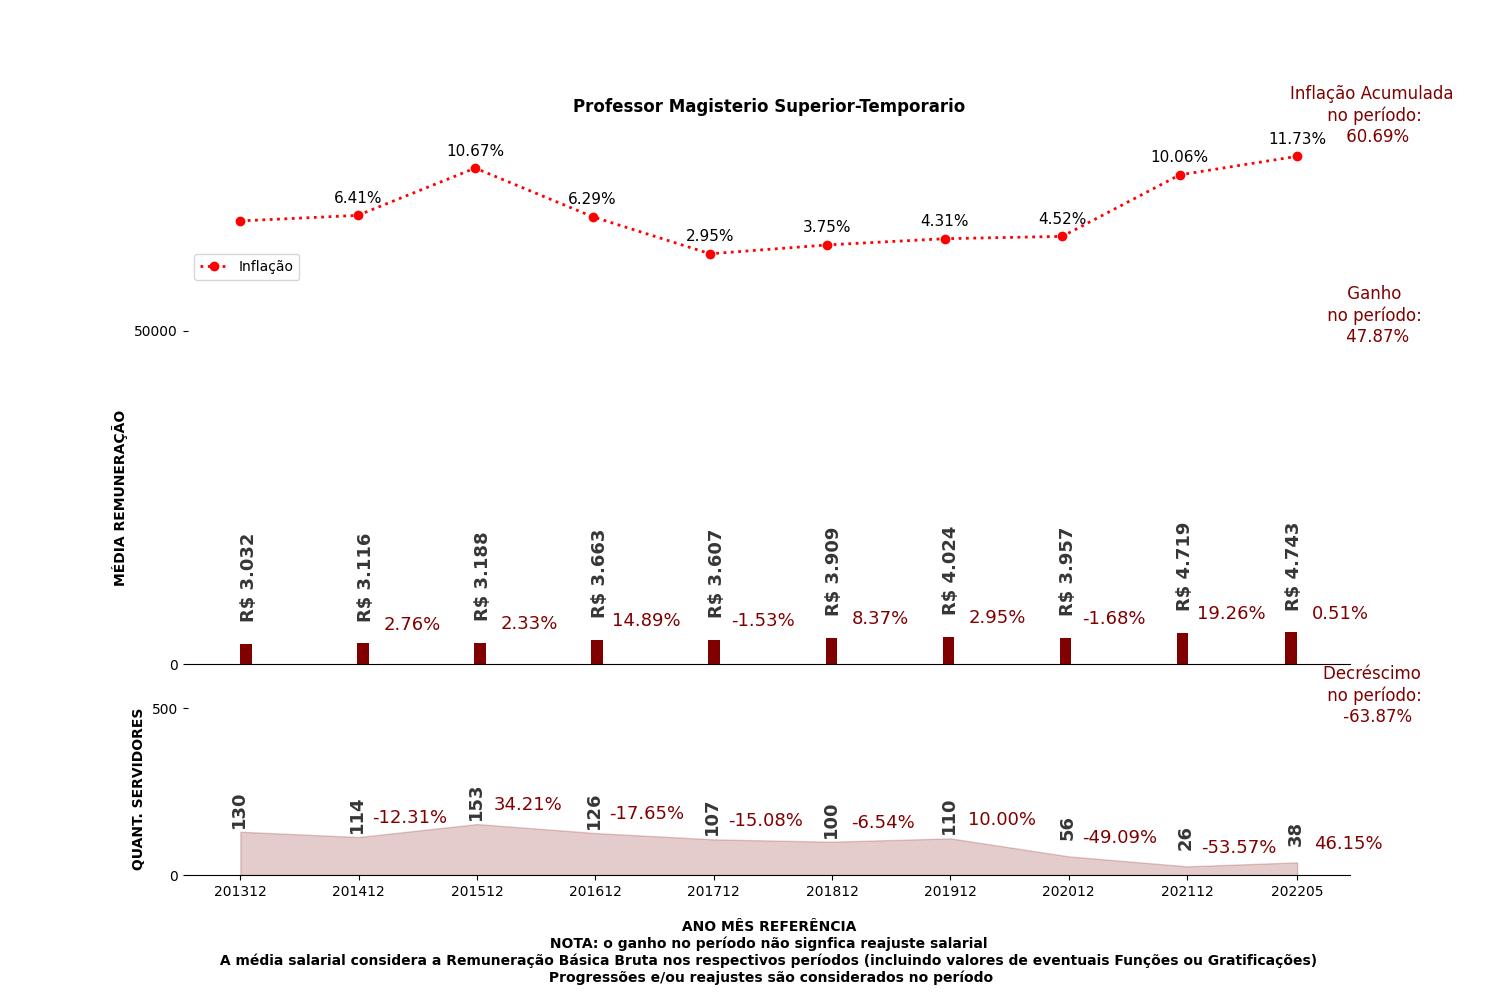 Professor Magisterio Superior-Temporario
Inflação Acumulada
no período:
60.69%
6.41%
10.67%
6.29%
2.95%
3.75%
4.31%
4.52%
10.06%
11.73%
Inflação
Ganho
no período:
47.87%
50000
0
MÉDIA REMUNERAÇÃO
R$ 3.032
R$ 3.116
R$ 3.188
R$ 3.663
R$ 3.607
R$ 3.909
R$ 4.024
R$ 3.957
R$ 4.719
R$ 4.743
2.76%
2.33%
14.89%
-1.53%
8.37%
2.95%
-1.68%
19.26%
0.51%
Decréscimo
no período:
-63.87%
500
0
QUANT. SERVIDORES
130
114
153
126
107
100
110
56
26
38
-12.31%
34.21%
-17.65%
-15.08%
-6.54%
10.00%
-49.09%
-53.57%
46.15%
201312
201412
201512
201612
201712
201812
201912
202012
202112
202205
ANO MÊS REFERÊNCIA
NOTA: o ganho no período não signfica reajuste salarial
A média salarial considera a Remuneração Básica Bruta nos respectivos períodos (incluindo valores de eventuais Funções ou Gratificações)
Progressões e/ou reajustes são considerados no período